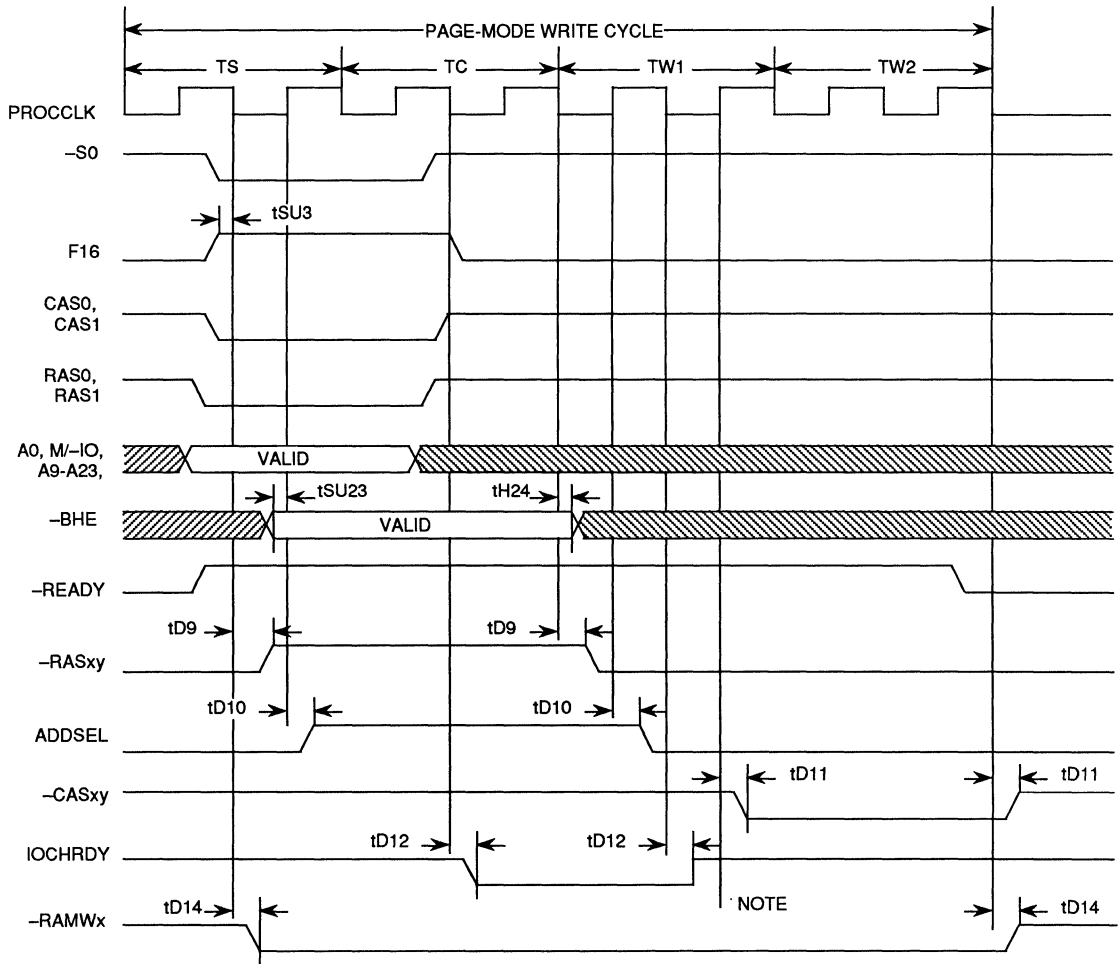 PAGE-MODE WRITE CYCLE
TS TC TW1 TW2
PROCCLK
–S0
tSU3
F16
CAS0,
CAS1
RAS0,
RAS1
A0, M/–IO,
A9-A23,
VALID
tSU23 tH24
–BHE
VALID
–READY
tD9 tD9
–RASxy
tD10 tD10
ADDSEL
tD11 tD11
–CASxy
tD12 tD12
IOCHRDY
NOTE
tD14 tD14
–RAMWx